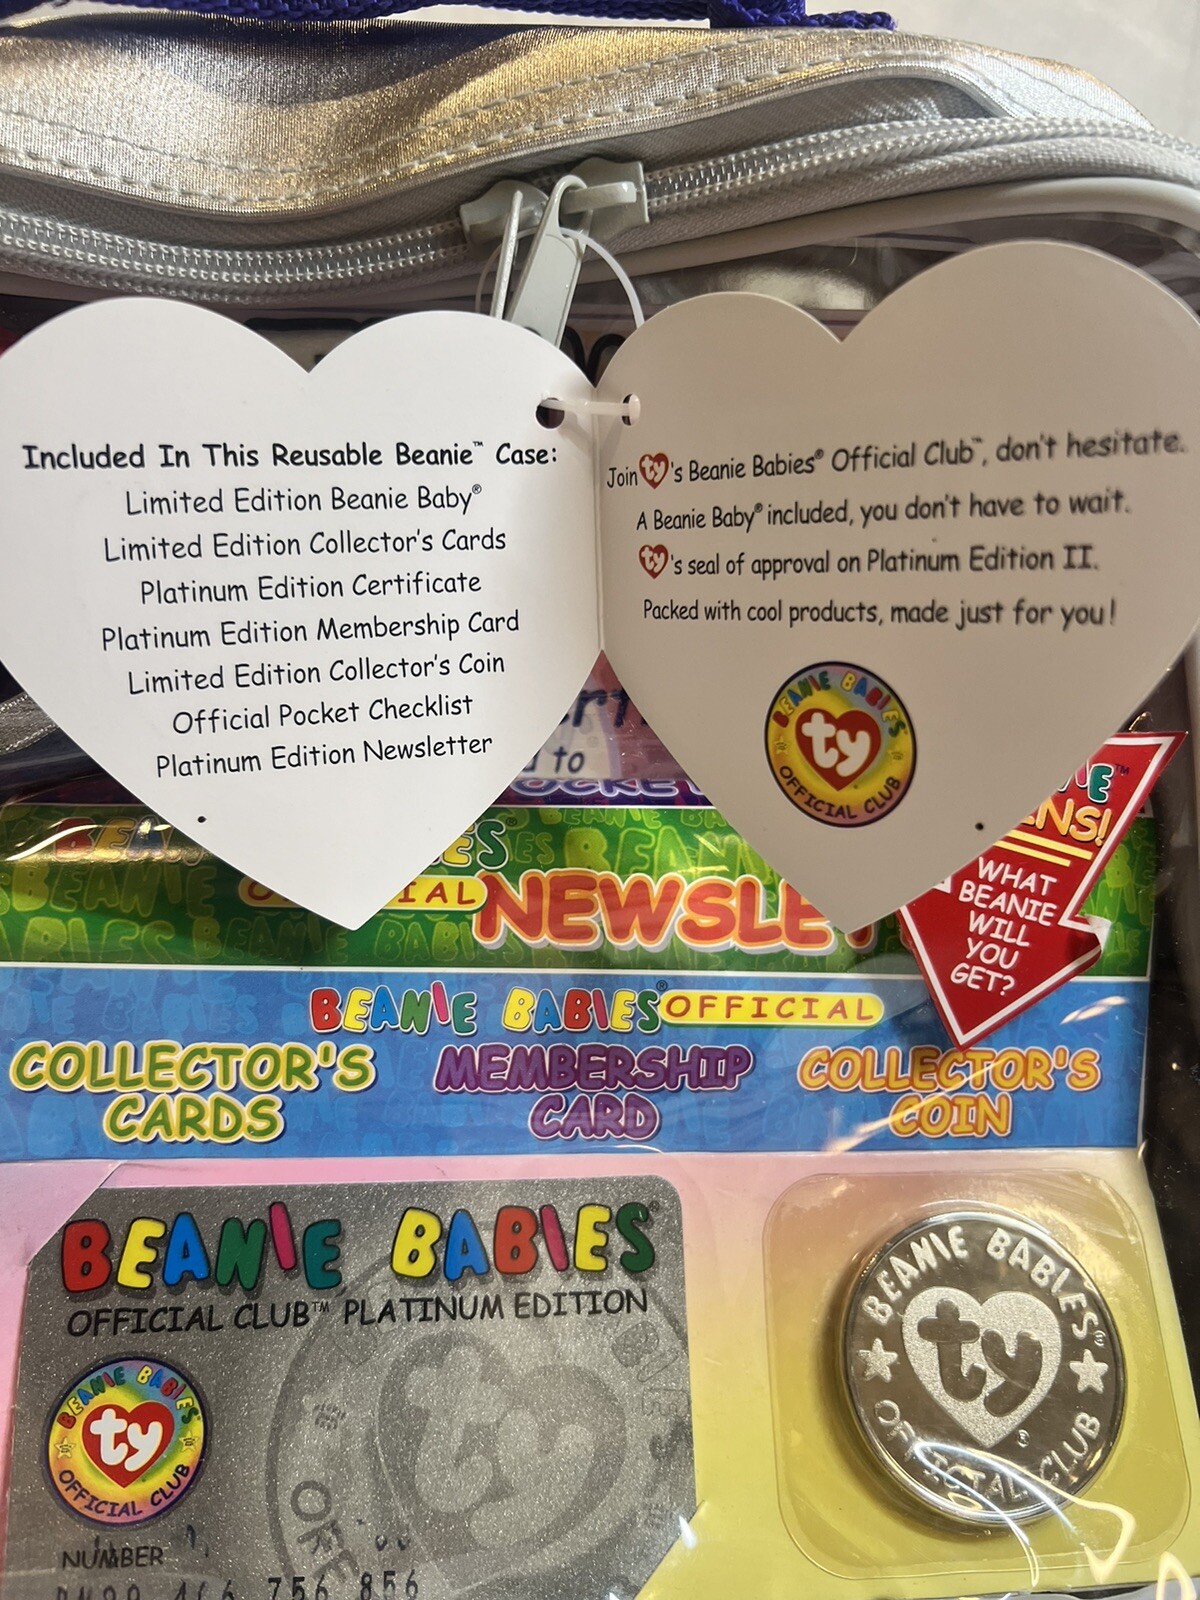 Included In This Reusable Beanie™ Case:
Limited Edition Beanie Baby®
Limited Edition Collector's Cards
Platinum Edition Certificate
Platinum Edition Membership Card
Limited Edition Collector's Coin
Official Pocket Checklist
Platinum Edition Newsletter
Join ty's Beanie Babies® Official Club™, don't hesitate.
A Beanie Baby® included, you don't have to wait.
ty's seal of approval on Platinum Edition II.
Packed with cool products, made just for you!
BEANIE BABIES®
ty
OFFICIAL CLUB
to
WHAT
BEANIE
WILL
YOU
GET?
BEANIE BABIES® OFFICIAL
COLLECTOR'S CARDS
MEMBERSHIP CARD
COLLECTOR'S COIN
BEANIE BABIES®
OFFICIAL CLUB™ PLATINUM EDITION
BEANIE BABIES®
ty
OFFICIAL CLUB
NUMBER
756 856
BEANIE BABIES®
ty®
OFFICIAL CLUB